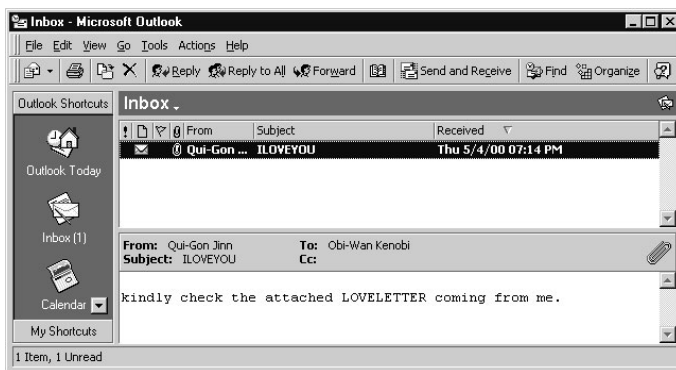 Inbox - Microsoft Outlook
File Edit View Go Tools Actions Help
Reply Reply to All Forward Send and Receive Find Organize
Outlook Shortcuts Inbox
! From Subject Received
Qui-Gon ... ILOVEYOU Thu 5/4/00 07:14 PM
Outlook Today
Inbox (1)
From: Qui-Gon Jinn To: Obi-Wan Kenobi
Subject: ILOVEYOU Cc:
kindly check the attached LOVELETTER coming from me.
Calendar
My Shortcuts
1 Item, 1 Unread